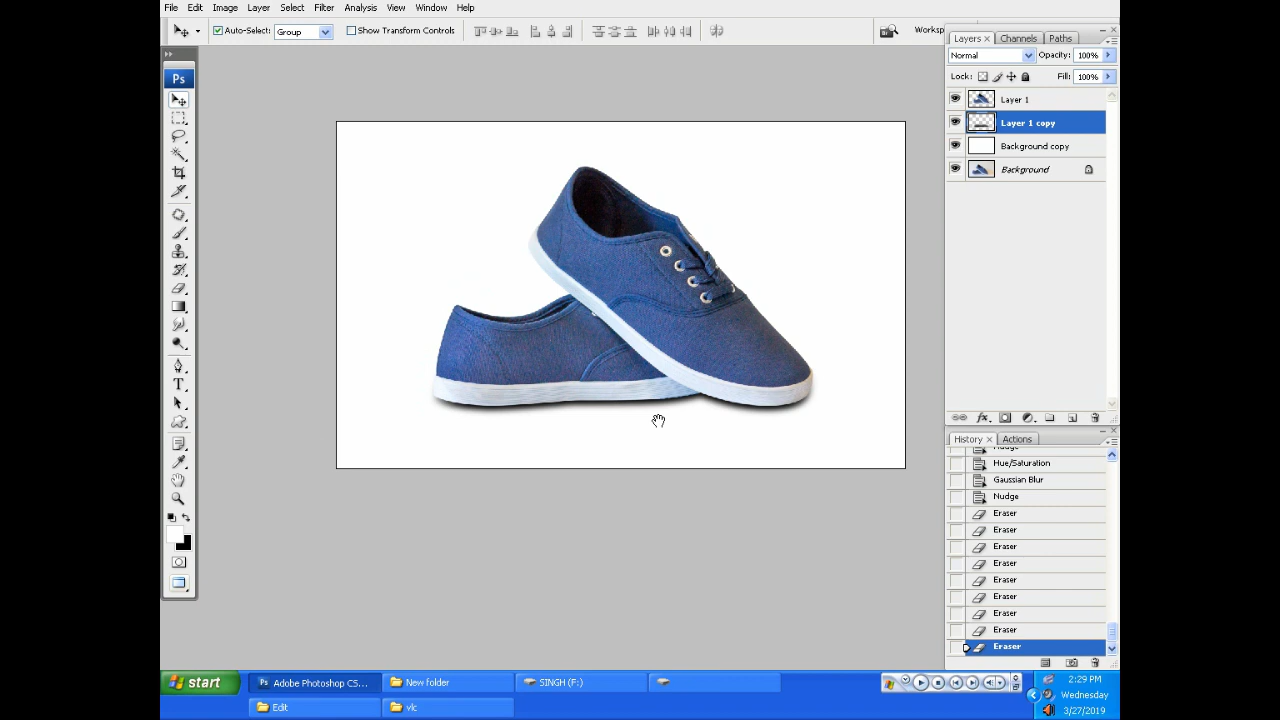 File Edit Image Layer Select Filter Analysis View Window Help
Auto-Select: Group Show Transform Controls
Ps
T
Layers × Channels Paths
Normal Opacity: 100%
Lock: Fill: 100%
Layer 1
Layer 1 copy
Background copy
Background
fx
History × Actions
Hue/Saturation
Gaussian Blur
Nudge
Eraser
Eraser
Eraser
Eraser
Eraser
Eraser
Eraser
Eraser
Eraser
start
Adobe Photoshop CS...
New folder
SINGH (F:)
Edit
vlc
2:29 PM
Wednesday
3/27/2019